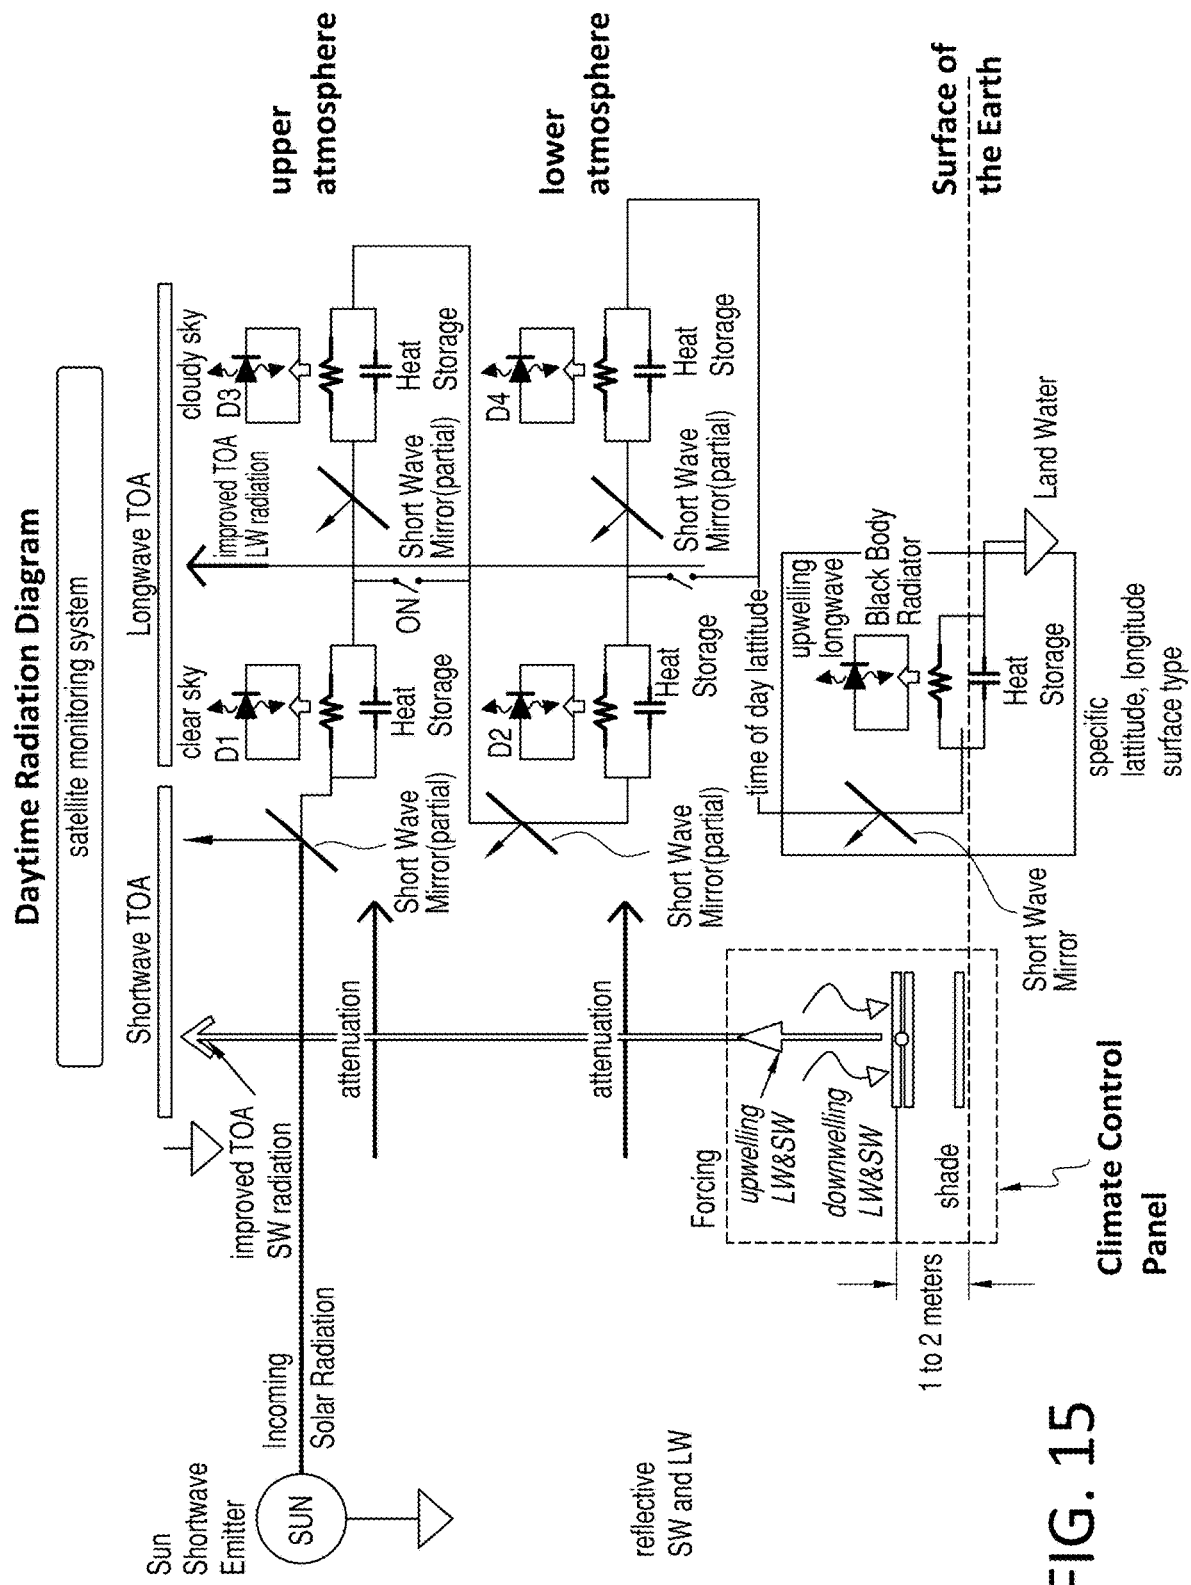 Daytime Radiation Diagram
satellite monitoring system
Shortwave TOA
Longwave TOA
Sun
Shortwave
Emitter
SUN
Incoming
Solar Radiation
improved TOA
SW radiation
clear sky
D1
improved TOA
LW radiation
cloudy sky
D3
upper
atmosphere
attenuation
Short Wave
Mirror(partial)
Heat
Storage
ON
Short Wave
Mirror(partial)
Heat
Storage
D2
D4
lower
atmosphere
reflective
SW and LW
attenuation
Short Wave
Mirror(partial)
Heat
Storage
Short Wave
Mirror(partial)
Heat
Storage
time of day lattitude
Forcing
upwelling
LW&SW
downwelling
LW&SW
shade
upwelling
longwave
Black Body
Radiator
Heat
Storage
Land Water
Surface of
the Earth
1 to 2 meters
Short Wave
Mirror
specific
lattitude, longitude
surface type
Climate Control
Panel
FIG. 15